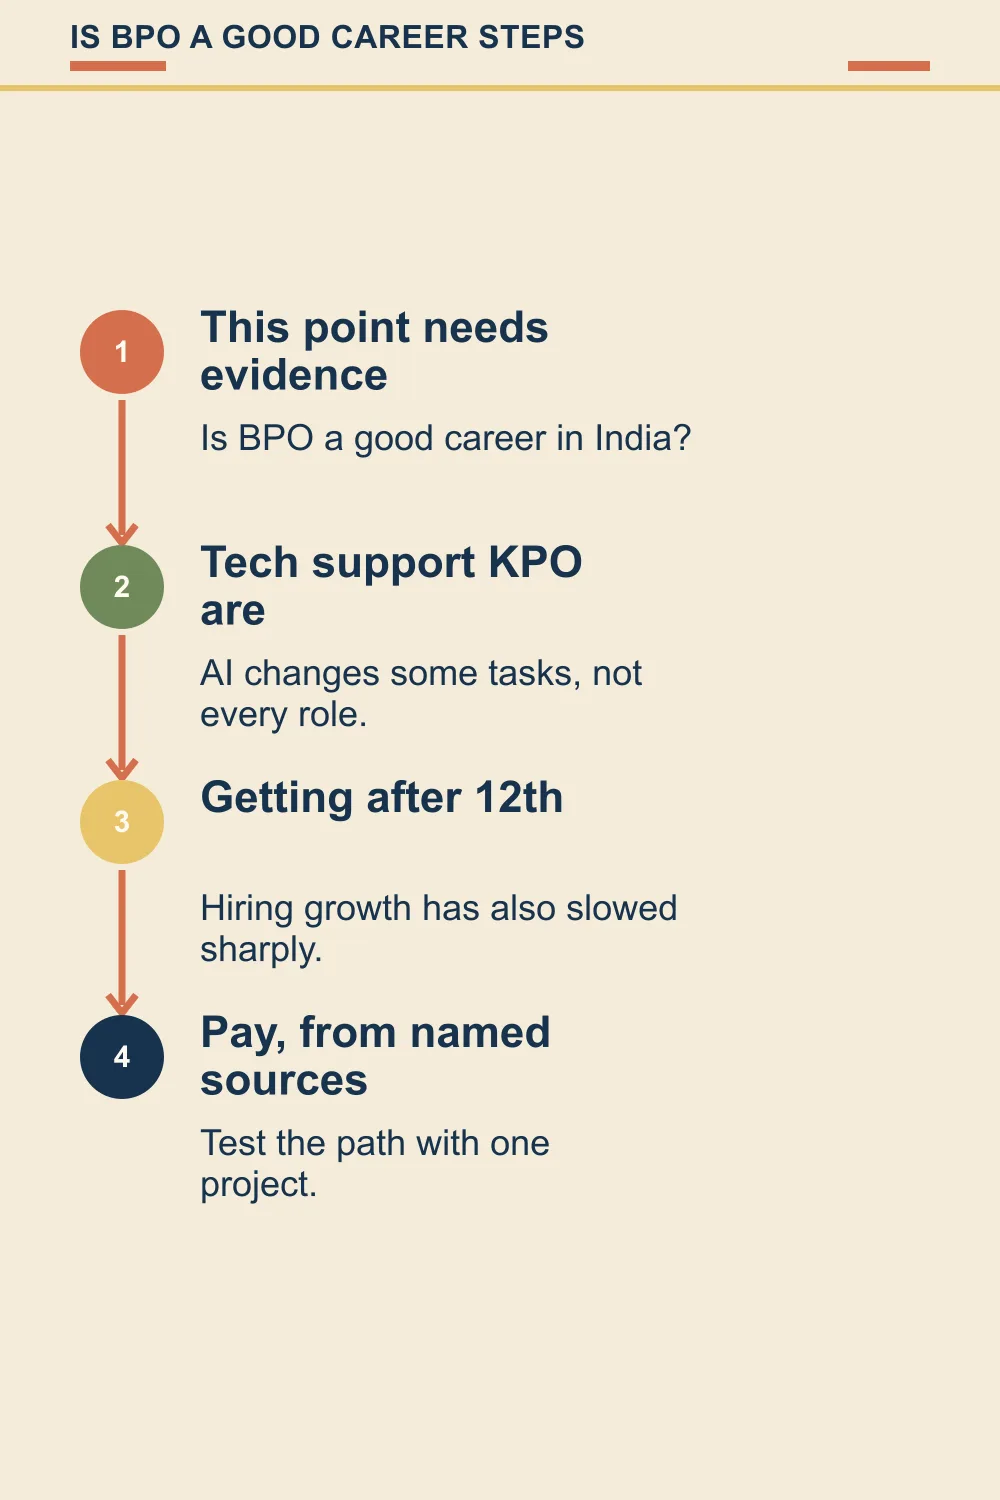 IS BPO A GOOD CAREER STEPS
1
This point needs
evidence
Is BPO a good career in India?
2
Tech support KPO
are
AI changes some tasks, not
every role.
3
Getting after 12th
Hiring growth has also slowed
sharply.
4
Pay, from named
sources
Test the path with one
project.